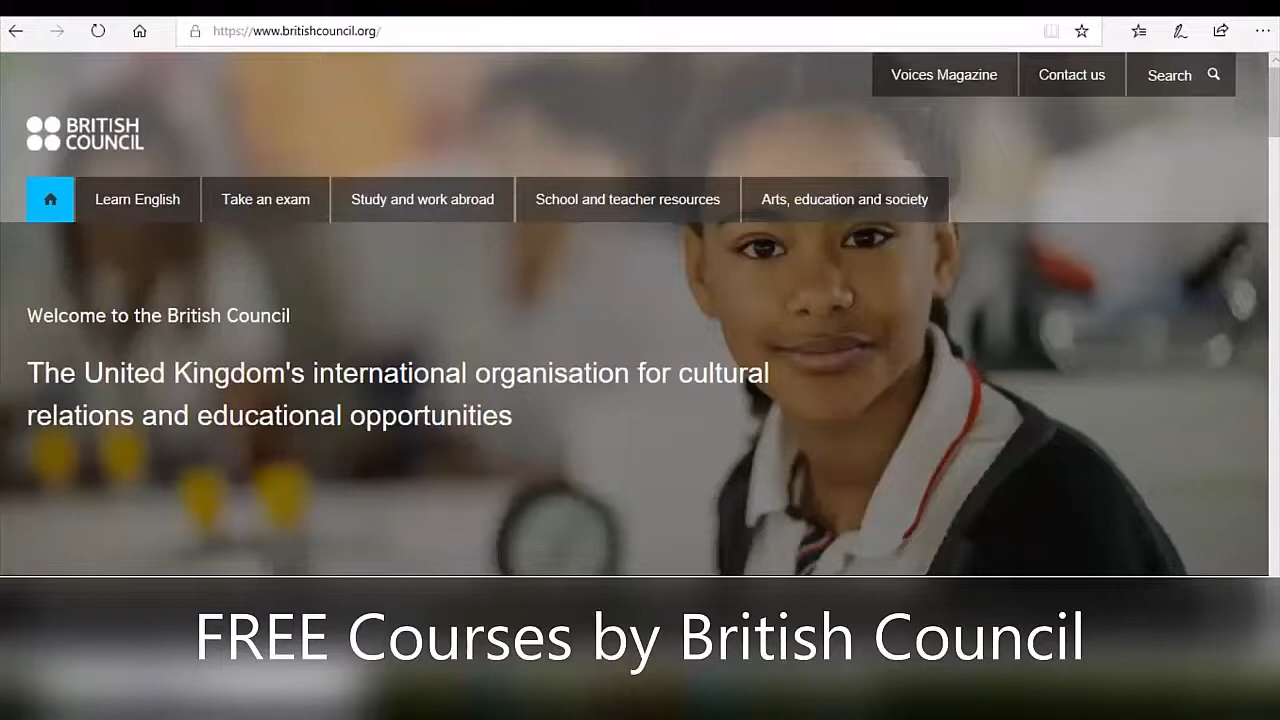 https://www.britishcouncil.org/
Voices Magazine
Contact us
Search
BRITISH
COUNCIL
Learn English
Take an exam
Study and work abroad
School and teacher resources
Arts, education and society
Welcome to the British Council
The United Kingdom's international organisation for cultural
relations and educational opportunities
FREE Courses by British Council